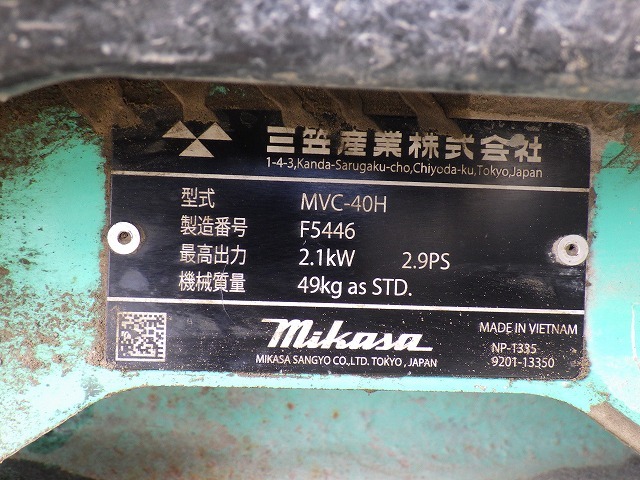 三笠産業株式会社
1-4-3,Kanda-Sarugaku-cho,Chiyoda-ku,Tokyo,Japan
型式 MVC-40H
製造番号 F5446
最高出力 2.1kW 2.9PS
機械質量 49kg as STD.
mikasa
MIKASA SANGYO CO.,LTD. TOKYO, JAPAN
MADE IN VIETNAM
NP-1335
9201-13350